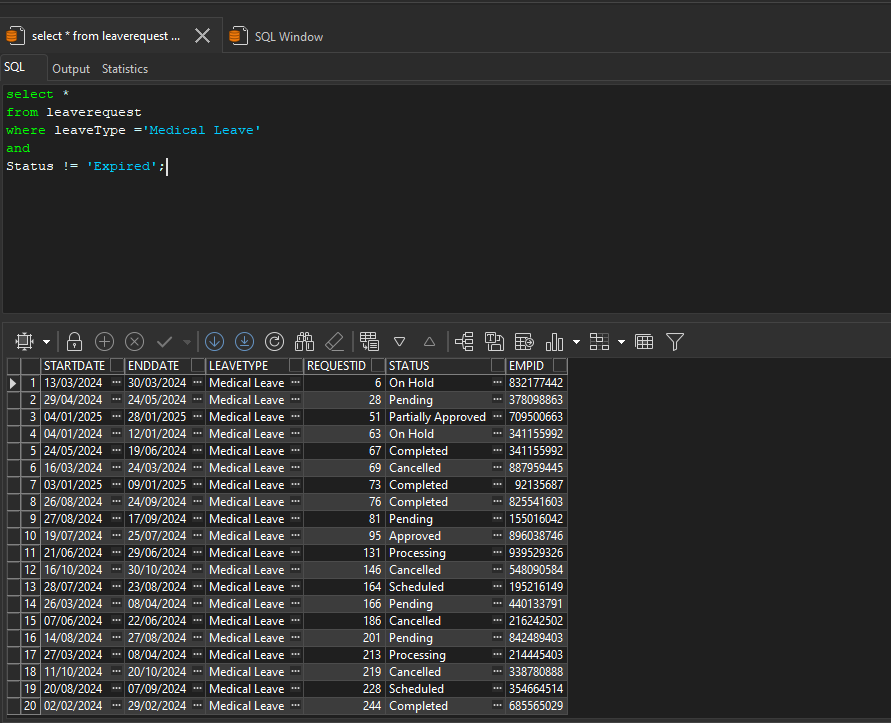 select * from leaverequest ...
SQL Window
SQL Output Statistics
select *
from leaverequest
where leaveType ='Medical Leave'
and
Status != 'Expired';
STARTDATE ENDDATE LEAVETYPE REQUESTID STATUS EMPID
1 13/03/2024 ··· 30/03/2024 ··· Medical Leave ··· 6 On Hold ··· 832177442
2 29/04/2024 ··· 24/05/2024 ··· Medical Leave ··· 28 Pending ··· 378098863
3 04/01/2025 ··· 28/01/2025 ··· Medical Leave ··· 51 Partially Approved ··· 709500663
4 04/01/2024 ··· 12/01/2024 ··· Medical Leave ··· 63 On Hold ··· 341155992
5 24/05/2024 ··· 19/06/2024 ··· Medical Leave ··· 67 Completed ··· 341155992
6 16/03/2024 ··· 24/03/2024 ··· Medical Leave ··· 69 Cancelled ··· 887959445
7 03/01/2025 ··· 09/01/2025 ··· Medical Leave ··· 73 Completed ··· 92135687
8 26/08/2024 ··· 24/09/2024 ··· Medical Leave ··· 76 Completed ··· 825541603
9 27/08/2024 ··· 17/09/2024 ··· Medical Leave ··· 81 Pending ··· 155016042
10 19/07/2024 ··· 25/07/2024 ··· Medical Leave ··· 95 Approved ··· 896038746
11 21/06/2024 ··· 29/06/2024 ··· Medical Leave ··· 131 Processing ··· 939529326
12 16/10/2024 ··· 30/10/2024 ··· Medical Leave ··· 146 Cancelled ··· 548090584
13 28/07/2024 ··· 23/08/2024 ··· Medical Leave ··· 164 Scheduled ··· 195216149
14 26/03/2024 ··· 08/04/2024 ··· Medical Leave ··· 166 Pending ··· 440133791
15 07/06/2024 ··· 22/06/2024 ··· Medical Leave ··· 186 Cancelled ··· 216242502
16 14/08/2024 ··· 27/08/2024 ··· Medical Leave ··· 201 Pending ··· 842489403
17 27/03/2024 ··· 08/04/2024 ··· Medical Leave ··· 213 Processing ··· 214445403
18 11/10/2024 ··· 20/10/2024 ··· Medical Leave ··· 219 Cancelled ··· 338780888
19 20/08/2024 ··· 07/09/2024 ··· Medical Leave ··· 228 Scheduled ··· 354664514
20 02/02/2024 ··· 29/02/2024 ··· Medical Leave ··· 244 Completed ··· 685565029